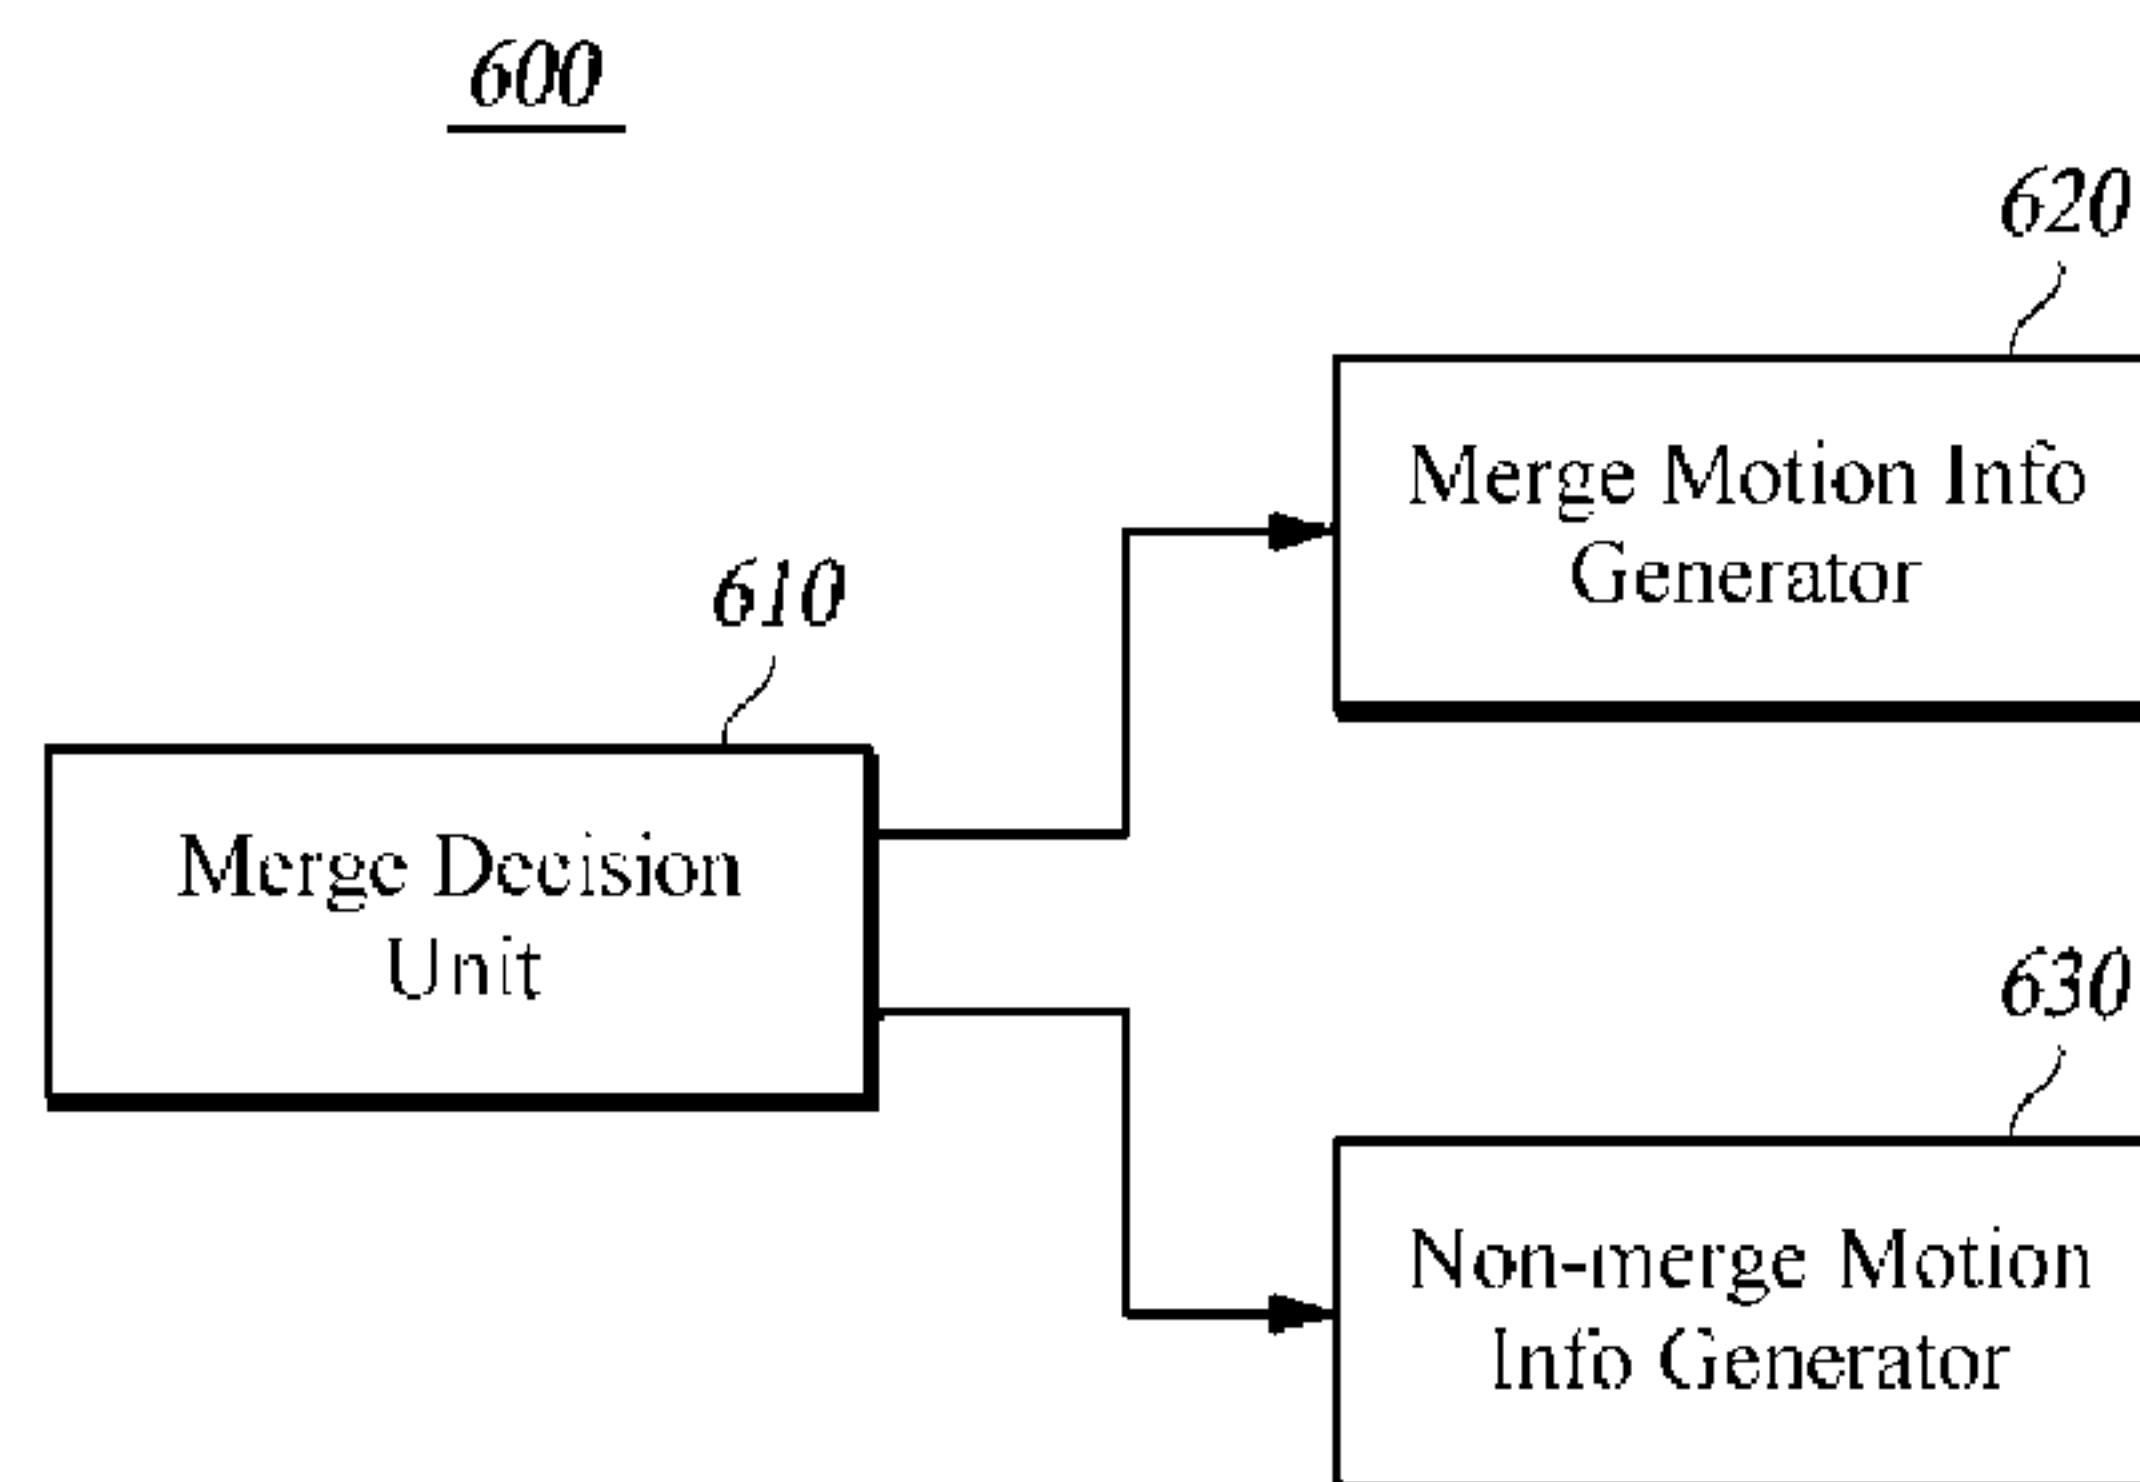 600
620
Merge Motion Info
Generator
610
Merge Decision
Unit
630
Non-merge Motion
Info Generator